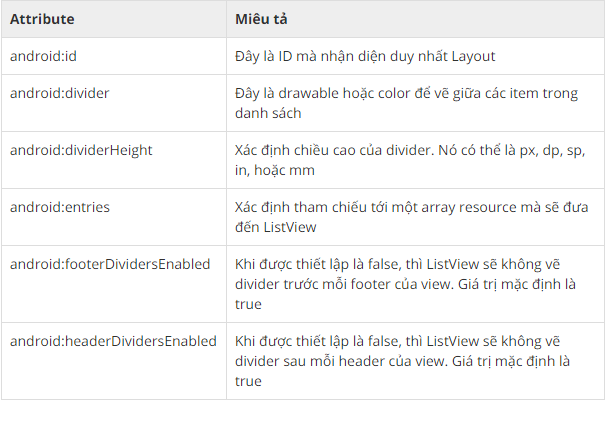 Attribute Miêu tả
android:id Đây là ID mà nhận diện duy nhất Layout
android:divider Đây là drawable hoặc color để vẽ giữa các item trong
danh sách
android:dividerHeight Xác định chiều cao của divider. Nó có thể là px, dp, sp,
in, hoặc mm
android:entries Xác định tham chiếu tới một array resource mà sẽ đưa
đến ListView
android:footerDividersEnabled Khi được thiết lập là false, thì ListView sẽ không vẽ
divider trước mỗi footer của view. Giá trị mặc định là
true
android:headerDividersEnabled Khi được thiết lập là false, thì ListView sẽ không vẽ
divider sau mỗi header của view. Giá trị mặc định là
true